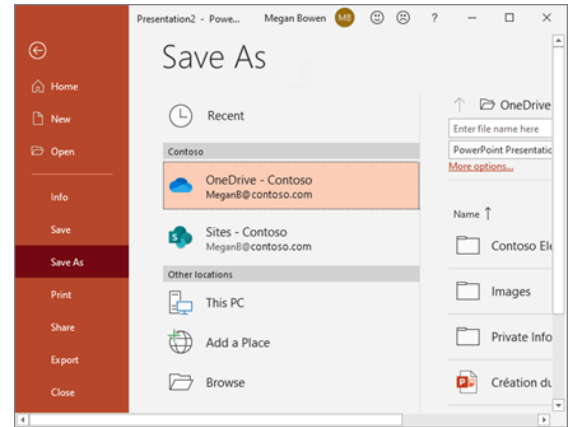 Presentation2 - Powe... Megan Bowen MB ?
Save As
Home
New
Open
Info
Save
Save As
Print
Share
Export
Close
Recent
Contoso
OneDrive - Contoso
MeganB@contoso.com
Sites - Contoso
MeganB@contoso.com
Other locations
This PC
Add a Place
Browse
OneDrive
Enter file name here
PowerPoint Presentatic
More options...
Name ↑
Contoso Ele
Images
Private Info
Création du